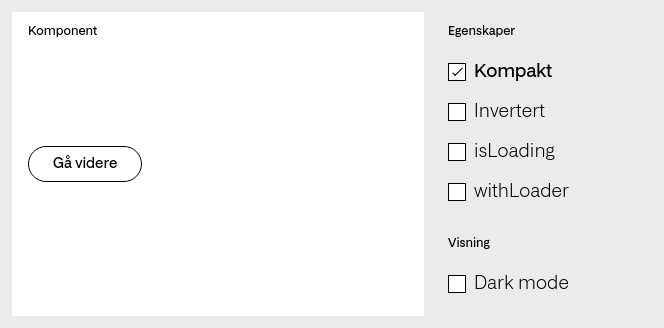 Komponent
Gå videre
Egenskaper
Kompakt
Invertert
isLoading
withLoader
Visning
Dark mode